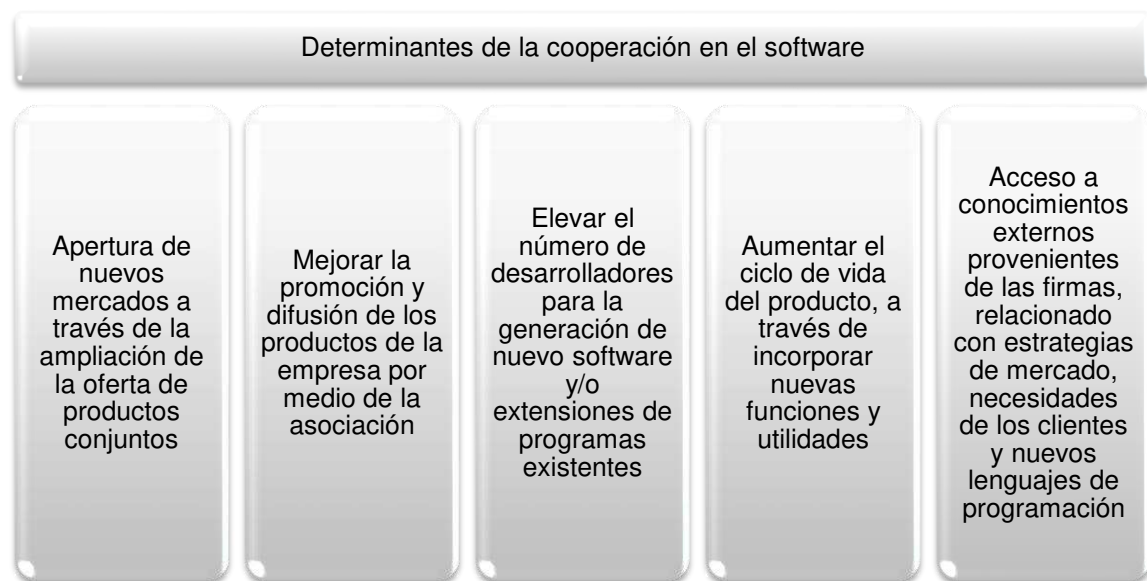 Determinantes de la cooperación en el software
Apertura de
nuevos
mercados a
través de la
ampliación de
la oferta de
productos
conjuntos
Mejorar la
promoción y
difusión de los
productos de la
empresa por
medio de la
asociación
Elevar el
número de
desarrolladores
para la
generación de
nuevo software
y/o
extensiones de
programas
existentes
Aumentar el
ciclo de vida
del producto, a
través de
incorporar
nuevas
funciones y
utilidades
Acceso a
conocimientos
externos
provenientes
de las firmas,
relacionado
con estrategias
de mercado,
necesidades
de los clientes
y nuevos
lenguajes de
programación